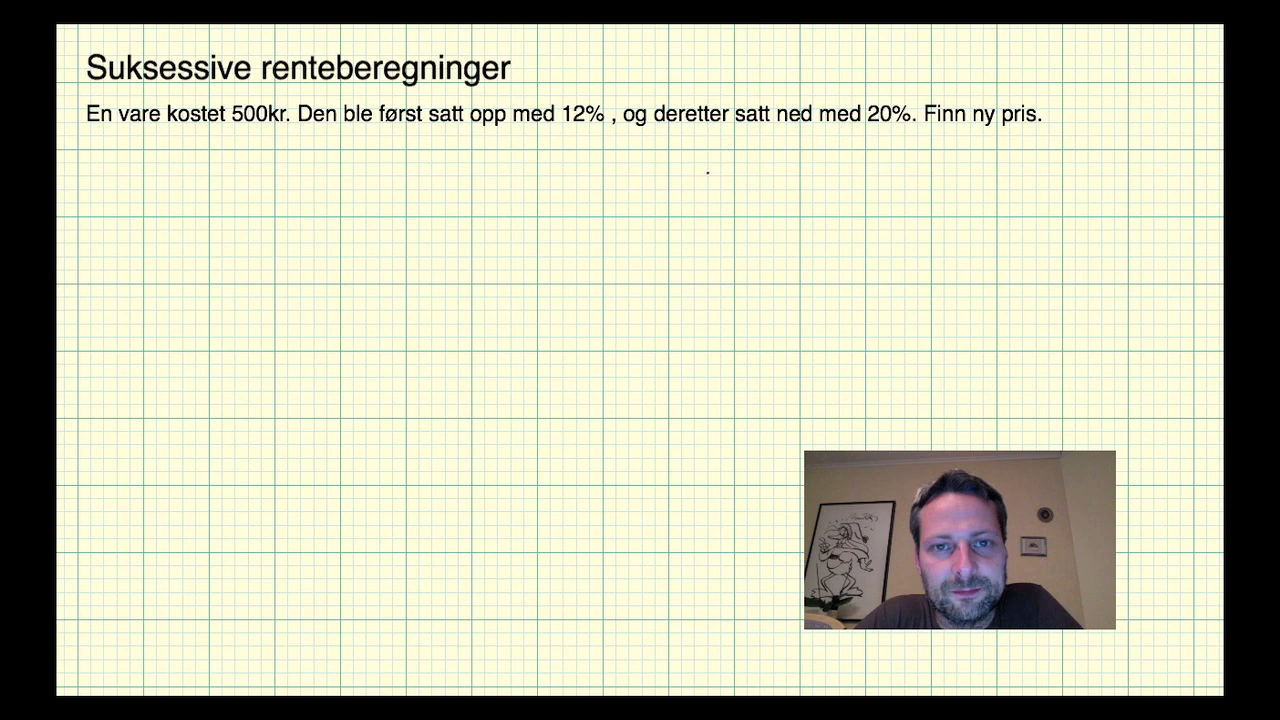 Suksessive renteberegninger
En vare kostet 500kr. Den ble først satt opp med 12% , og deretter satt ned med 20%. Finn ny pris.